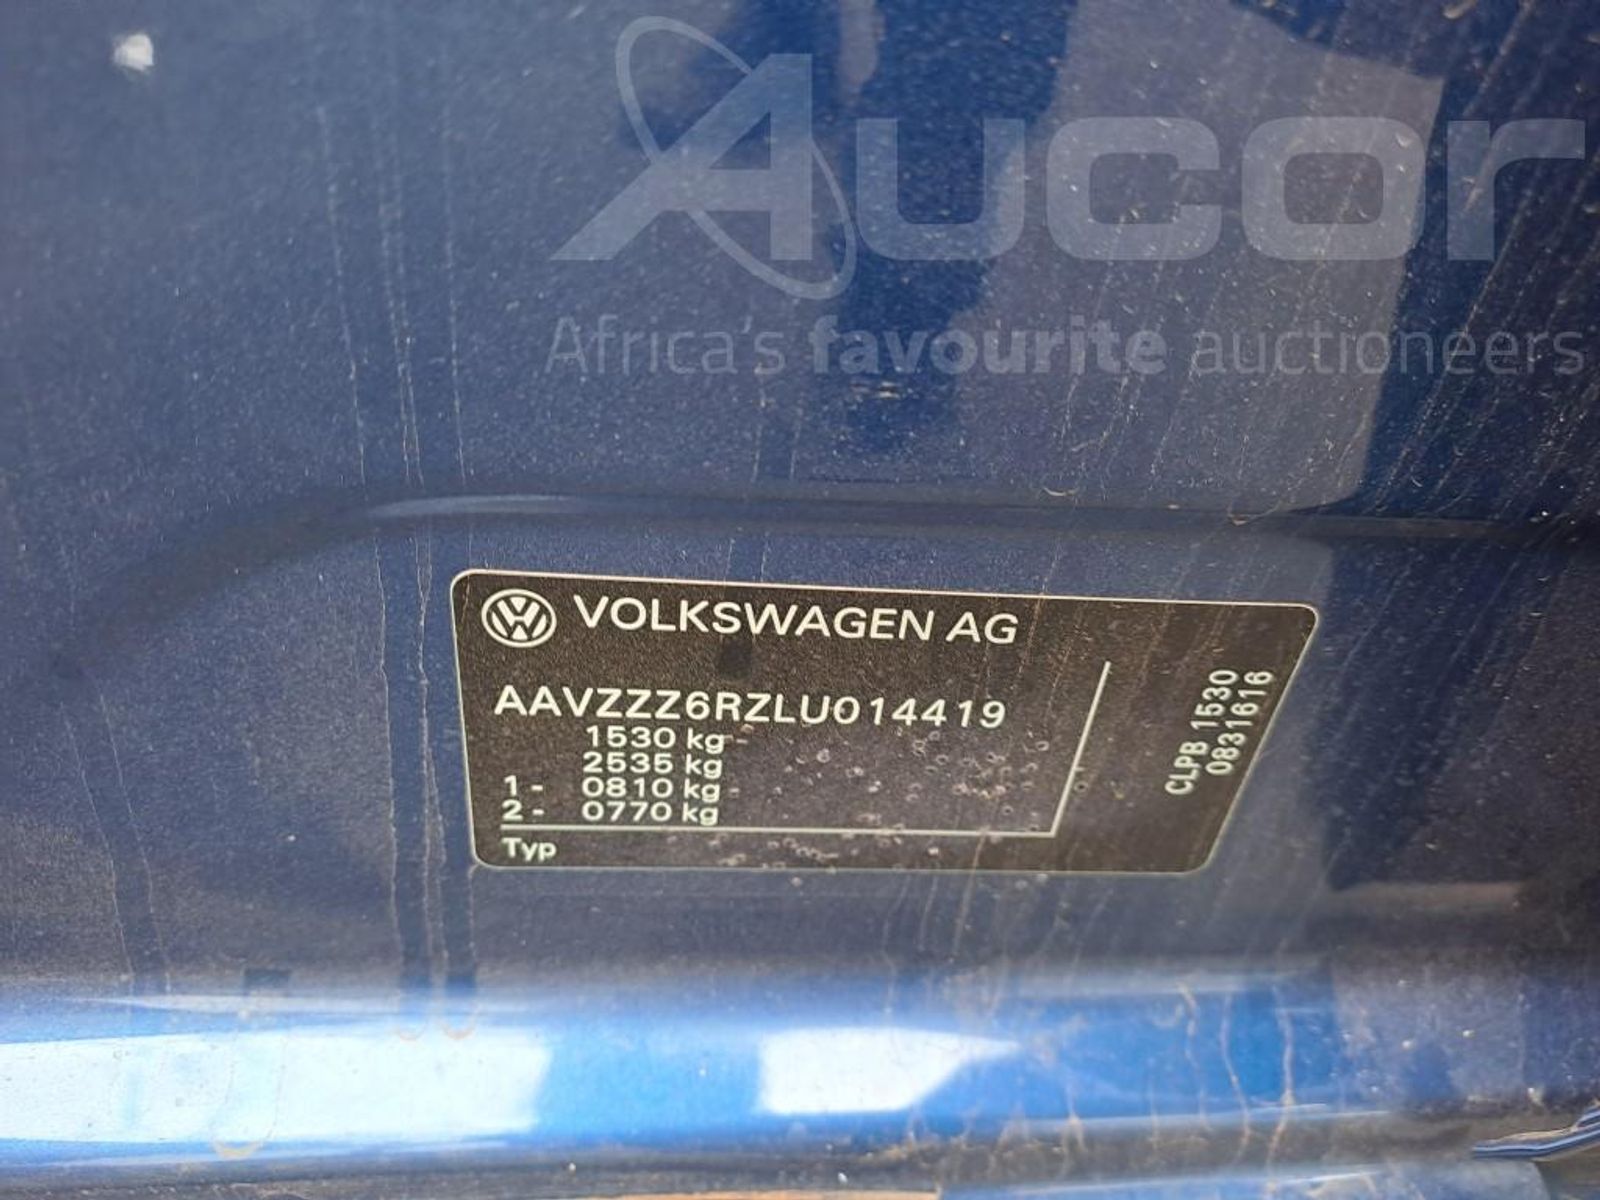 Aucor
Africa's favourite auctioneers
VOLKSWAGEN AG
AAVZZZ6RZLU014419
1530 kg
2535 kg
1 - 0810 kg
2 - 0770 kg
Typ
CLPB 1530
0831616